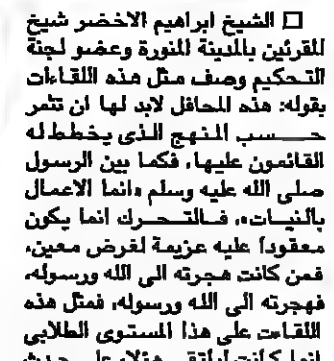 □ الشيخ ابراهيم الاخضر شيخ
المقرئين بالمدينة المنورة وعضو لجنة
التحكيم وصف مثل هذه اللقاءات
بقوله: هذه المحافل لابد لها ان تثمر
حسب المنهج الذى يخطط له
القائمون عليها، فكما بين الرسول
صلى الله عليه وسلم «انما الاعمال
بالنيات»، فالتحرك انما يكون
معقودا عليه عزيمة لغرض معين،
فمن كانت هجرته الى الله ورسوله،
فهجرته الى الله ورسوله، فمثل هذه
اللقاءت على هذا المستوى الطلابى